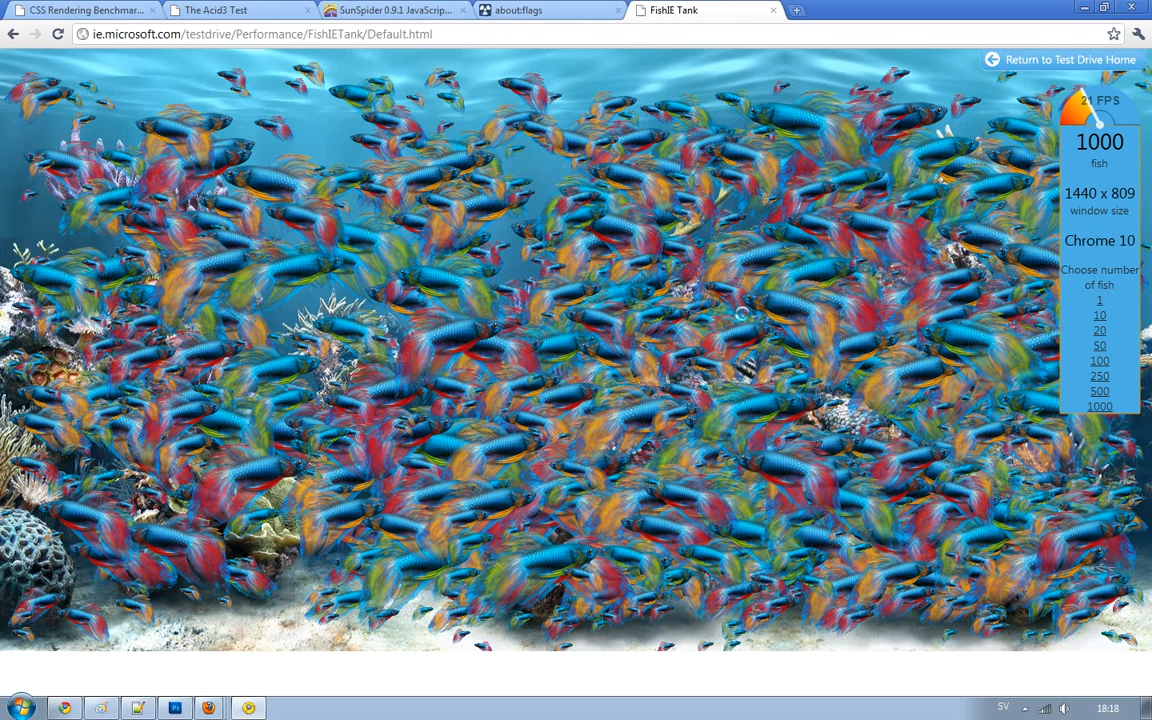 CSS Rendering Benchmar...
The Acid3 Test
SunSpider 0.9.1 JavaScrip...
about:flags
FishIE Tank
ie.microsoft.com/testdrive/Performance/FishIETank/Default.html
Return to Test Drive Home
21 FPS
1000
fish
1440 x 809
window size
Chrome 10
Choose number
of fish
1
10
20
50
100
250
500
1000
Ps
SV
18:18